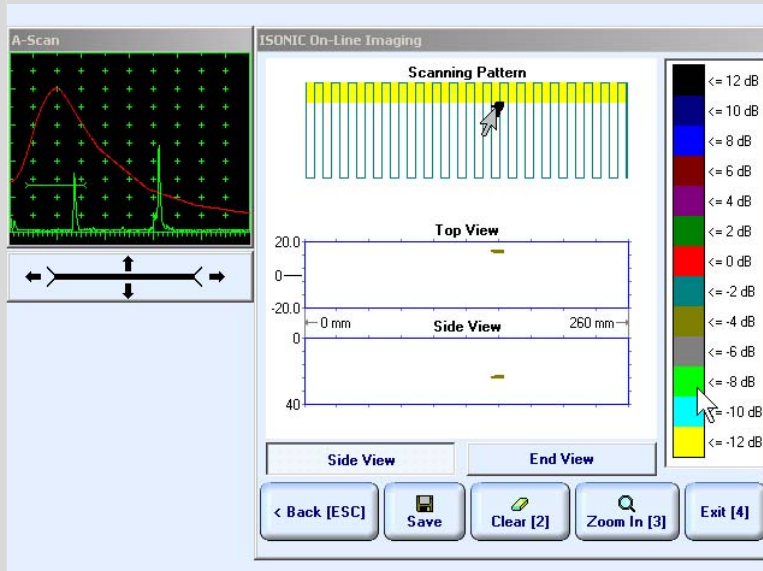 A-Scan
ISONIC On-Line Imaging
Scanning Pattern
Top View
20.0
0
-20.0
0 mm
260 mm
Side View
0
40
Side View
End View
< Back [ESC]
Save
Clear [2]
Zoom In [3]
Exit [4]
<= 12 dB
<= 10 dB
<= 8 dB
<= 6 dB
<= 4 dB
<= 2 dB
<= 0 dB
<= -2 dB
<= -4 dB
<= -6 dB
<= -8 dB
<= -10 dB
<= -12 dB